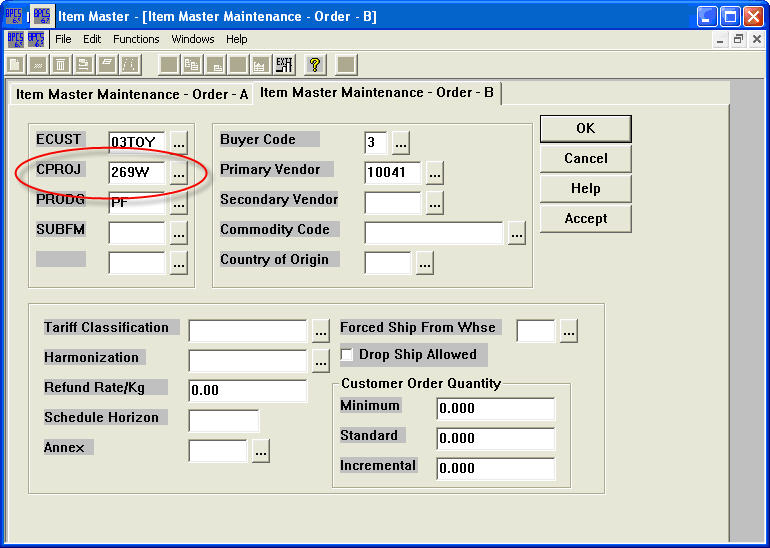 Item Master - [Item Master Maintenance - Order - B]
File Edit Functions Windows Help
Item Master Maintenance - Order - A Item Master Maintenance - Order - B
ECUST 03TOY ...
CPROJ 269W ...
PRODG PF ...
SUBFM ...
...
Buyer Code 3 ...
Primary Vendor 10041 ...
Secondary Vendor ...
Commodity Code ...
Country of Origin ...
OK
Cancel
Help
Accept
Tariff Classification ...
Harmonization ...
Refund Rate/Kg 0.00
Schedule Horizon
Annex ...
Forced Ship From Whse ...
Drop Ship Allowed
Customer Order Quantity
Minimum 0.000
Standard 0.000
Incremental 0.000